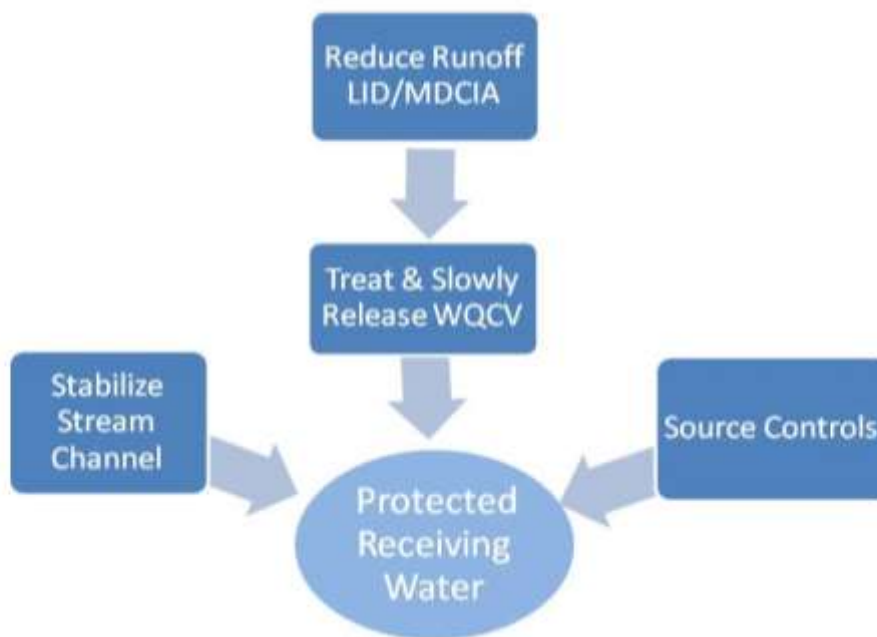 Reduce Runoff
LID/MDCIA
Treat & Slowly
Release WQCV
Stabilize
Stream
Channel
Source Controls
Protected
Receiving
Water